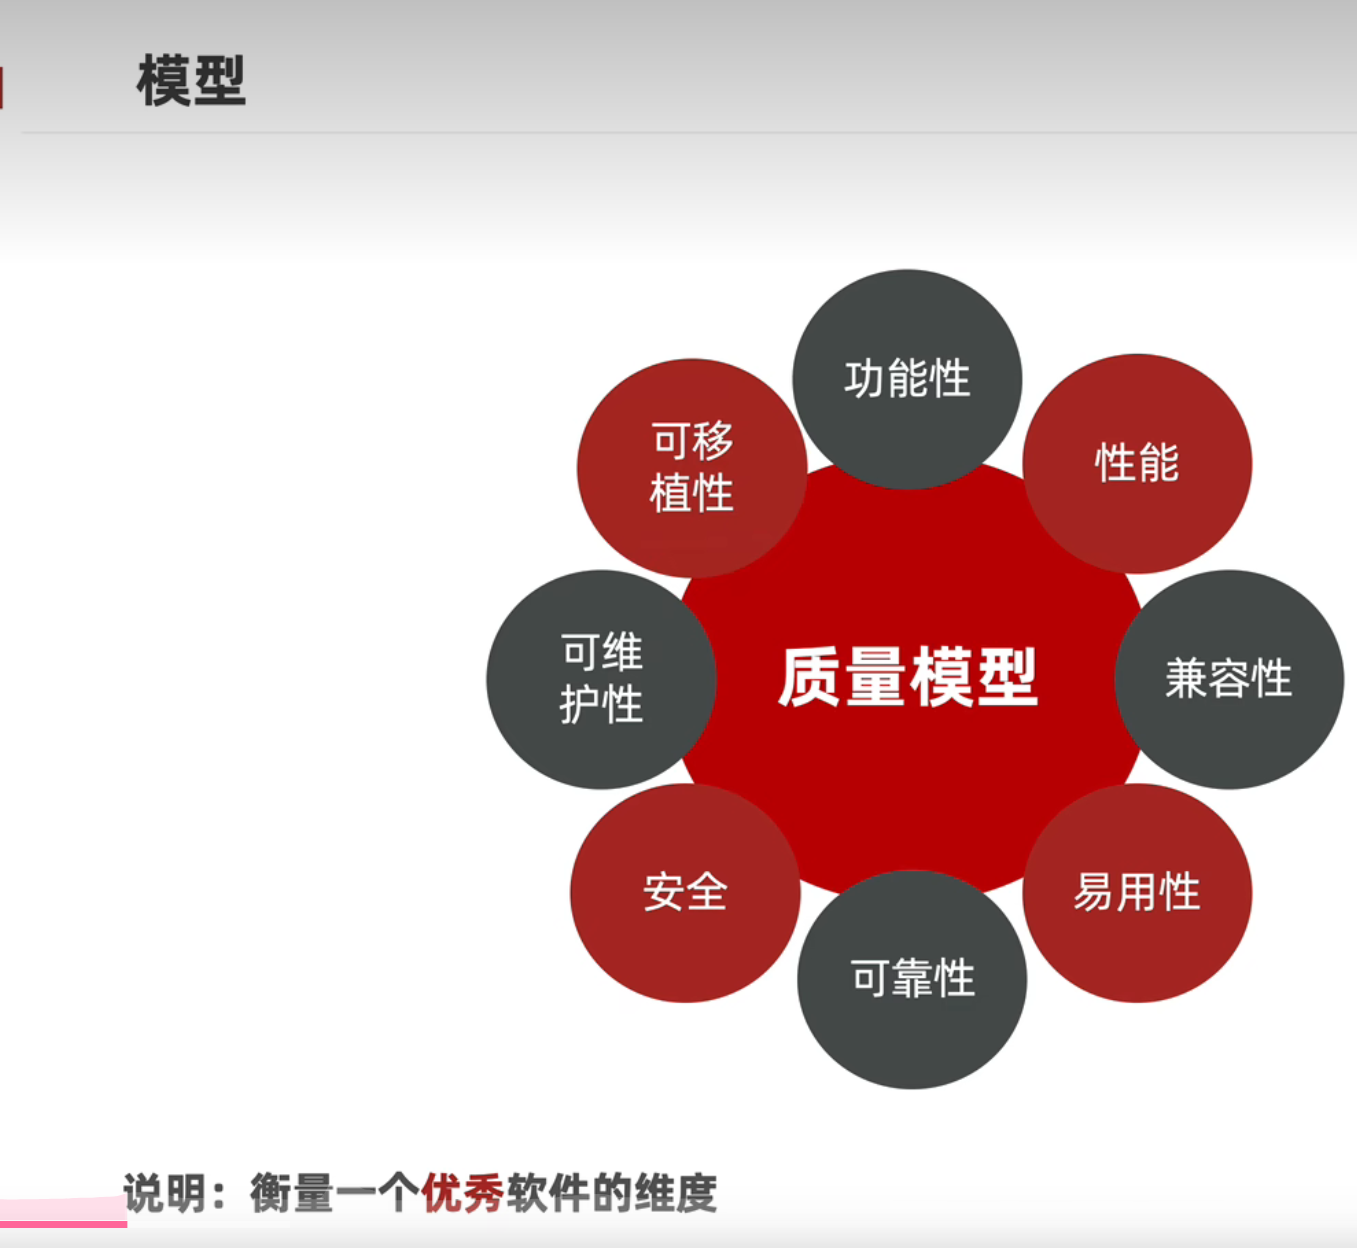 模型
功能性
性能
可移
植性
可维
护性
质量模型
兼容性
安全
易用性
可靠性
说明：衡量一个优秀软件的维度